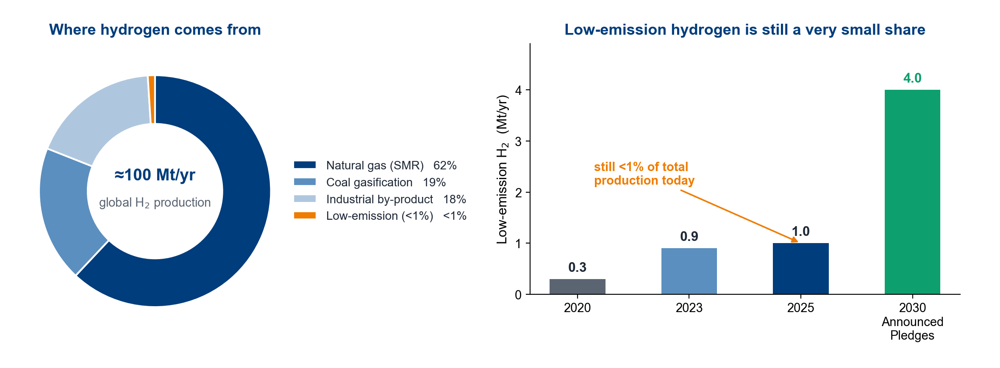 Where hydrogen comes from
≈100 Mt/yr
global H₂ production
Natural gas (SMR) 62%
Coal gasification 19%
Industrial by-product 18%
Low-emission (<1%) <1%
Low-emission hydrogen is still a very small share
Low-emission H₂ (Mt/yr)
4
3
2
1
0
still <1% of total
production today
0.3
0.9
1.0
4.0
2020
2023
2025
2030
Announced
Pledges